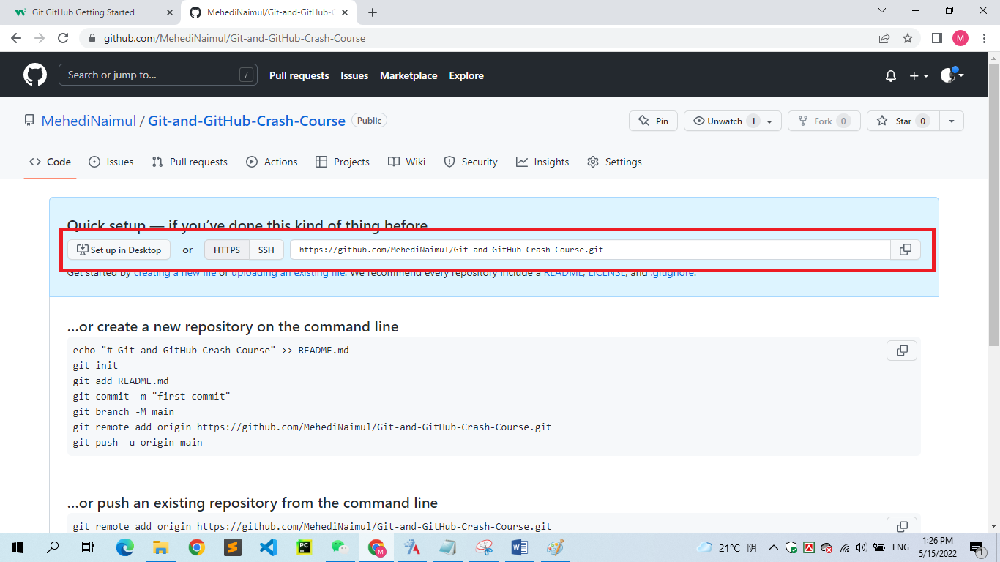 Git GitHub Getting Started
MehediNaimul/Git-and-GitHub-C
github.com/MehediNaimul/Git-and-GitHub-Crash-Course
M
Search or jump to...
/
Pull requests
Issues
Marketplace
Explore
MehediNaimul / Git-and-GitHub-Crash-Course
Public
Pin
Unwatch 1
Fork 0
Star 0
Code
Issues
Pull requests
Actions
Projects
Wiki
Security
Insights
Settings
Quick setup — if you've done this kind of thing before
Set up in Desktop
or
HTTPS
SSH
https://github.com/MehediNaimul/Git-and-GitHub-Crash-Course.git
Get started by creating a new file or uploading an existing file. We recommend every repository include a README, LICENSE, and .gitignore.
...or create a new repository on the command line
echo "# Git-and-GitHub-Crash-Course" >> README.md
git init
git add README.md
git commit -m "first commit"
git branch -M main
git remote add origin https://github.com/MehediNaimul/Git-and-GitHub-Crash-Course.git
git push -u origin main
...or push an existing repository from the command line
git remote add origin https://github.com/MehediNaimul/Git-and-GitHub-Crash-Course.git
PC
M
21°C 阴
ENG
1:26 PM
5/15/2022
1